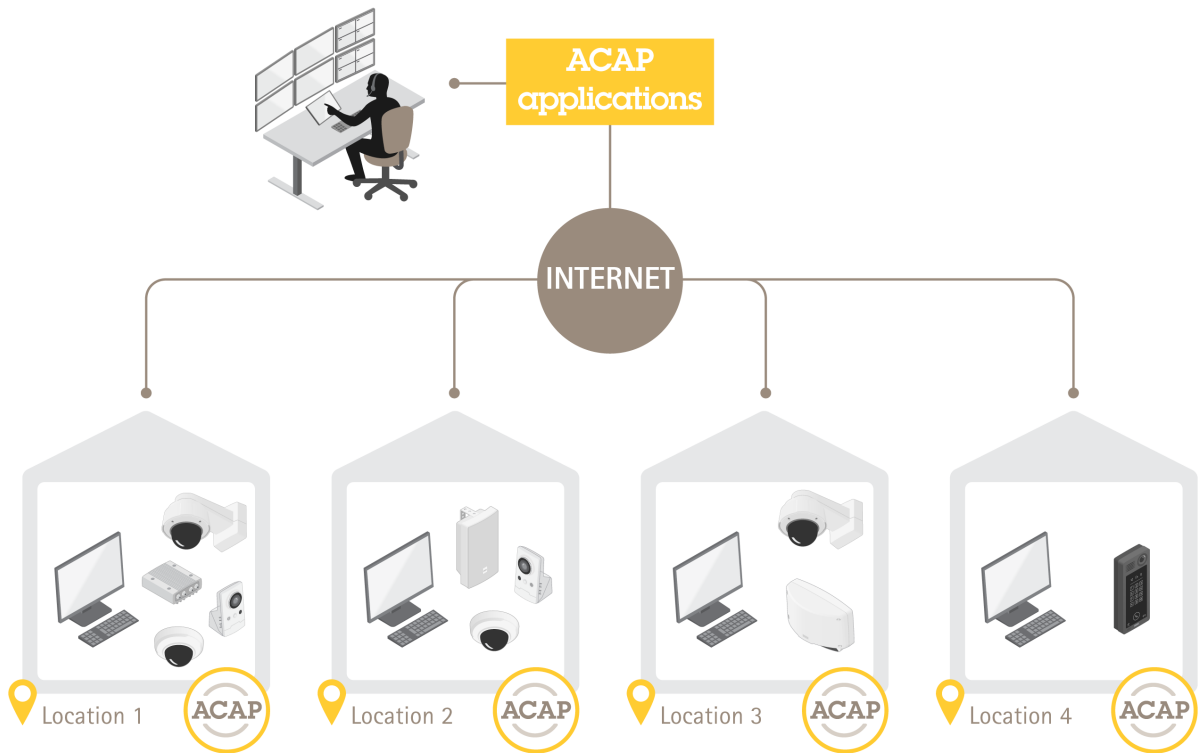 ACAP
applications
INTERNET
Location 1
ACAP
Location 2
ACAP
Location 3
ACAP
Location 4
ACAP